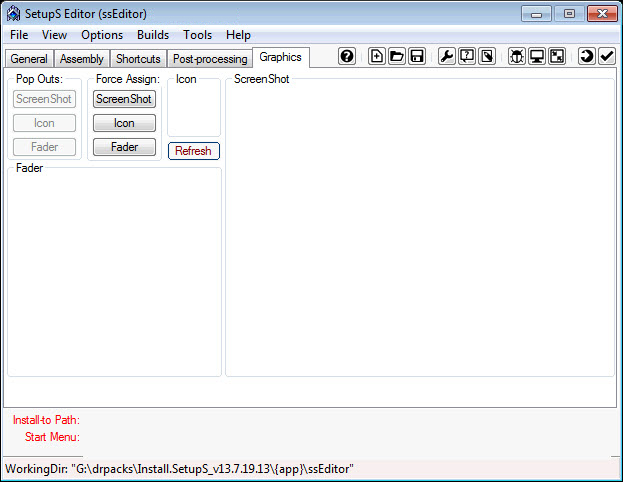 SetupS Editor (ssEditor)
File View Options Builds Tools Help
General Assembly Shortcuts Post-processing Graphics
Pop Outs: Force Assign: Icon ScreenShot
ScreenShot ScreenShot
Icon Icon
Fader Fader Refresh
Fader
Install-to Path:
Start Menu:
WorkingDir: "G:\drpacks\Install.SetupS_v13.7.19.13\{app}\ssEditor"